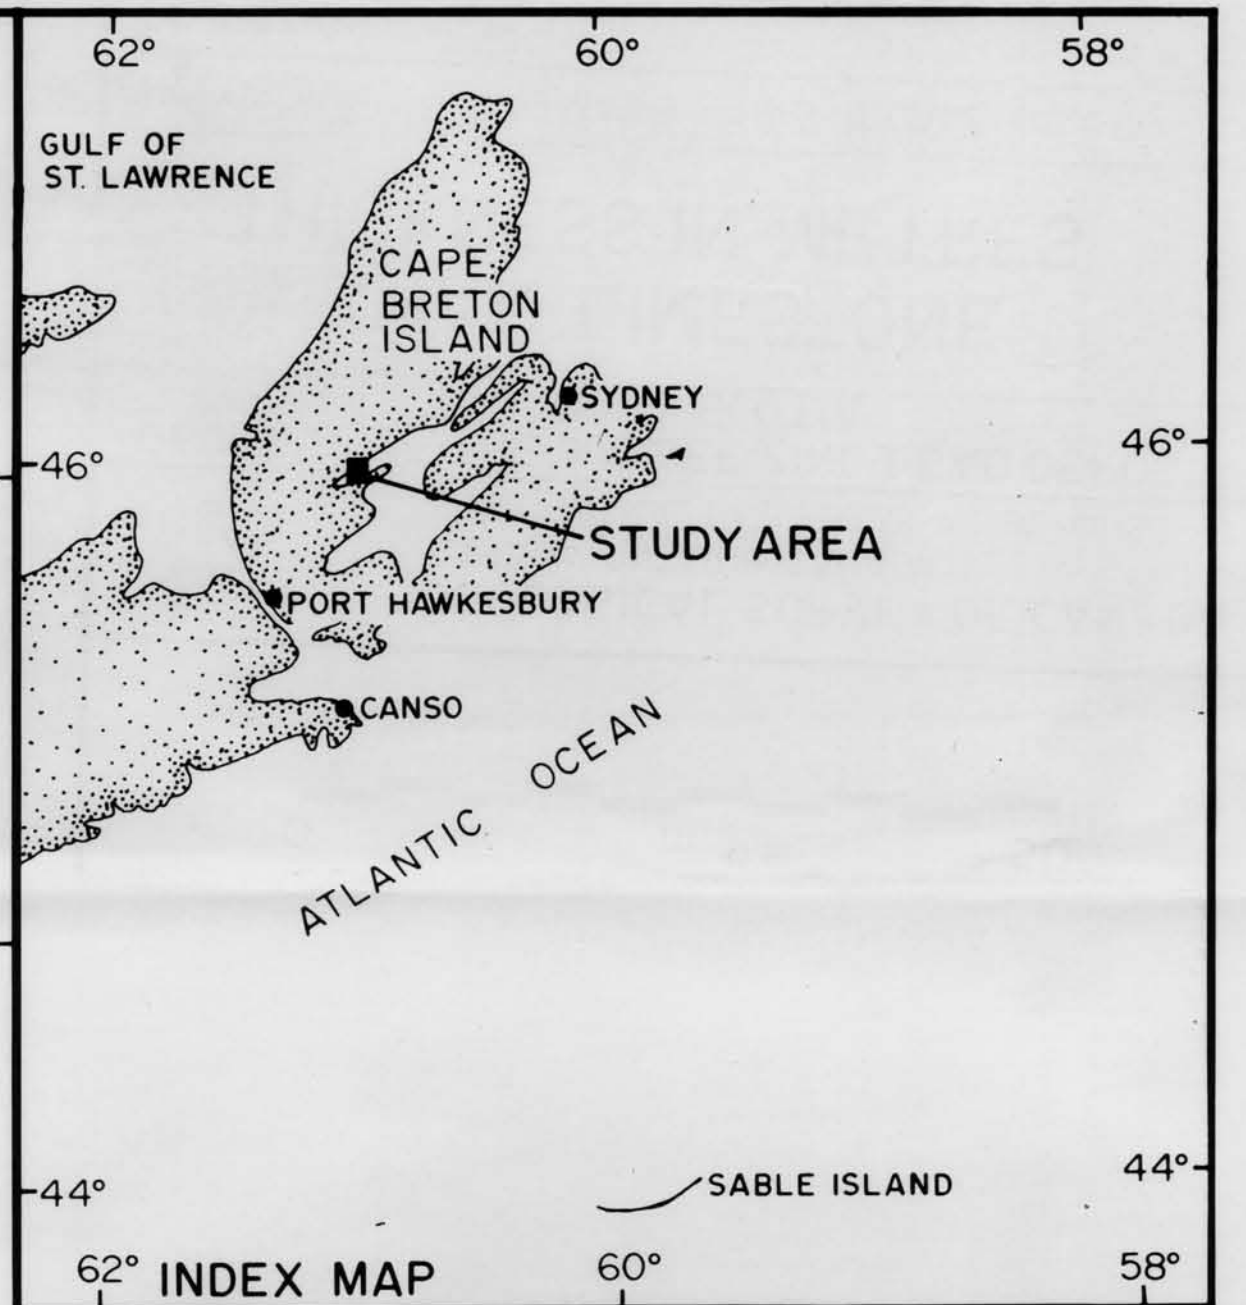 62°
60°
58°
GULF OF
ST. LAWRENCE
CAPE
BRETON
ISLAND
SYDNEY
46°
46°
STUDY AREA
PORT HAWKESBURY
CANSO
ATLANTIC OCEAN
44°
SABLE ISLAND
44°
62°
INDEX MAP
60°
58°